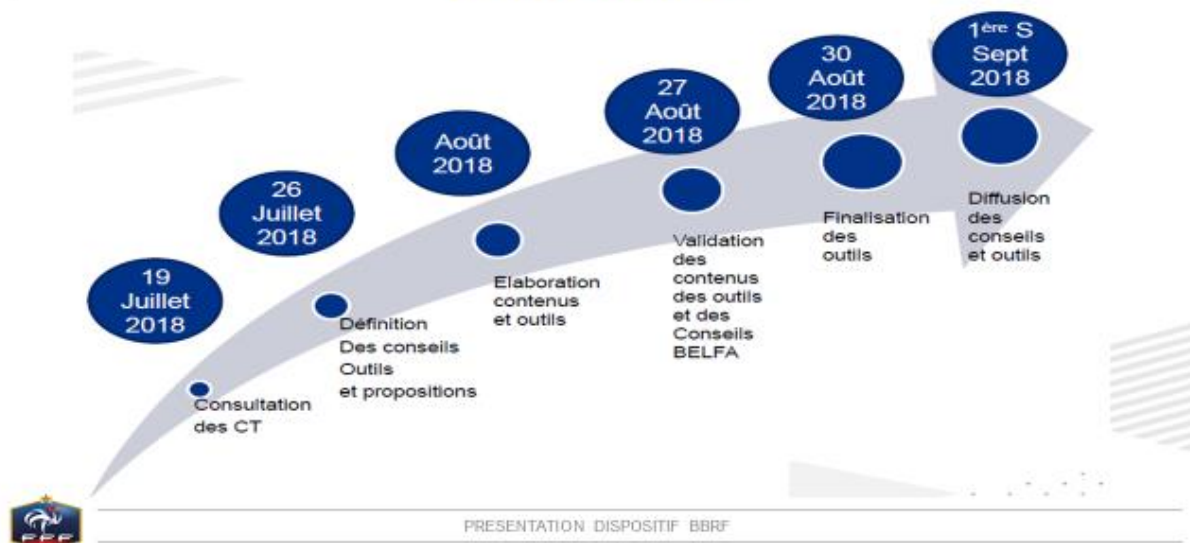 19
Juillet
2018
Consultation
des CT
26
Juillet
2018
Définition
Des conseils
Outils
et propositions
Août
2018
Elaboration
contenus
et outils
27
Août
2018
Validation
des
contenus
des outils
et des
Conseils
BELFA
30
Août
2018
Finalisation
des
outils
1ère S
Sept
2018
Diffusion
des
conseils
et outils
FFF
PRESENTATION DISPOSITIF BBRF